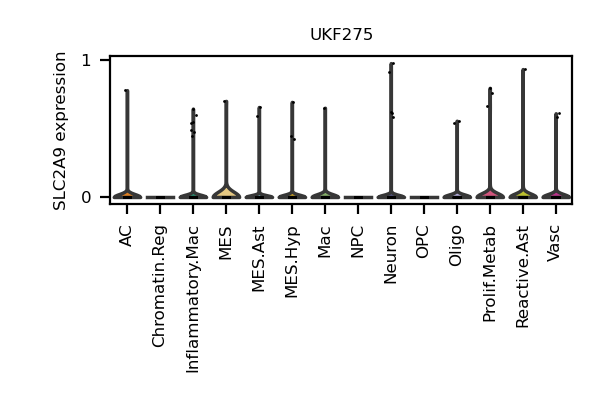 UKF275
SLC2A9 expression
1
0
AC
Chromatin.Reg
Inflammatory.Mac
MES
MES.Ast
MES.Hyp
Mac
NPC
Neuron
OPC
Oligo
Prolif.Metab
Reactive.Ast
Vasc